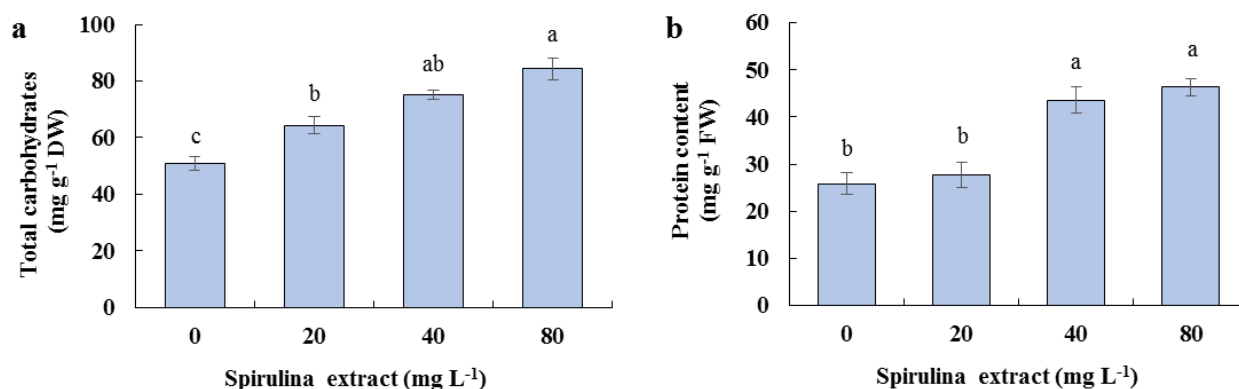 a
Total carbohydrates
(mg g⁻¹ DW)
100
80
60
40
20
0
c
b
ab
a
0 20 40 80
Spirulina extract (mg L⁻¹)
b
Protein content
(mg g⁻¹ FW)
60
50
40
30
20
10
0
b
b
a
a
0 20 40 80
Spirulina extract (mg L⁻¹)